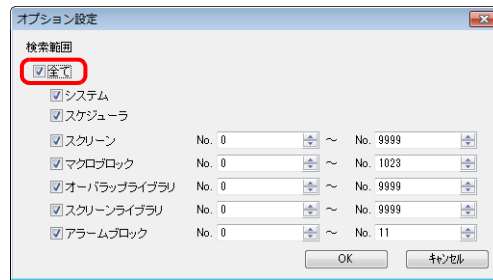 オプション設定
検索範囲
全て
システム
スケジューラ
スクリーン No. 0 ～ No. 9999
マクロブロック No. 0 ～ No. 1023
オーバラップライブラリ No. 0 ～ No. 9999
スクリーンライブラリ No. 0 ～ No. 9999
アラームブロック No. 0 ～ No. 11
OK キャンセル